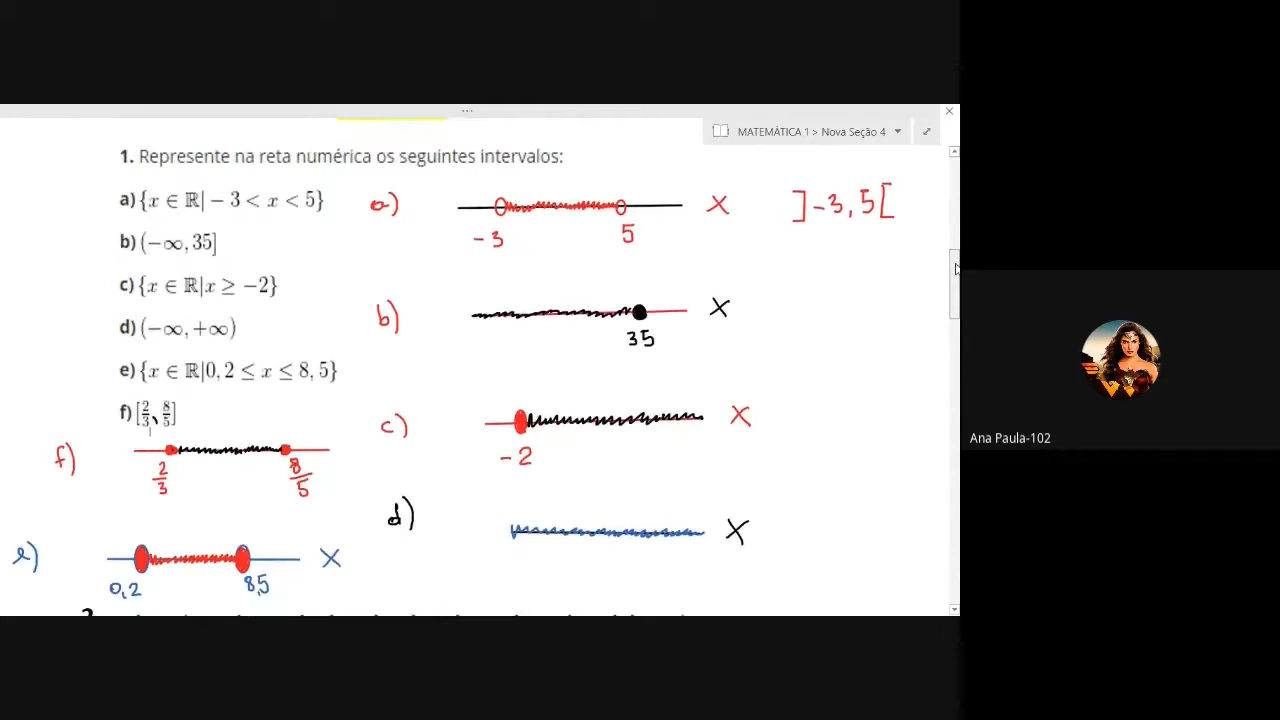 MATEMÁTICA 1 > Nova Seção 4
1. Represente na reta numérica os seguintes intervalos:
a) {x ∈ ℝ| − 3 < x < 5}
a)
-3
5
X
]-3, 5[
b) (−∞, 35]
b)
35
X
c) {x ∈ ℝ|x ≥ −2}
c)
-2
X
d) (−∞, +∞)
d)
X
e) {x ∈ ℝ|0, 2 ≤ x ≤ 8, 5}
e)
0,2
8,5
X
f) [2/3, 8/5]
f)
2/3
8/5
Ana Paula-102